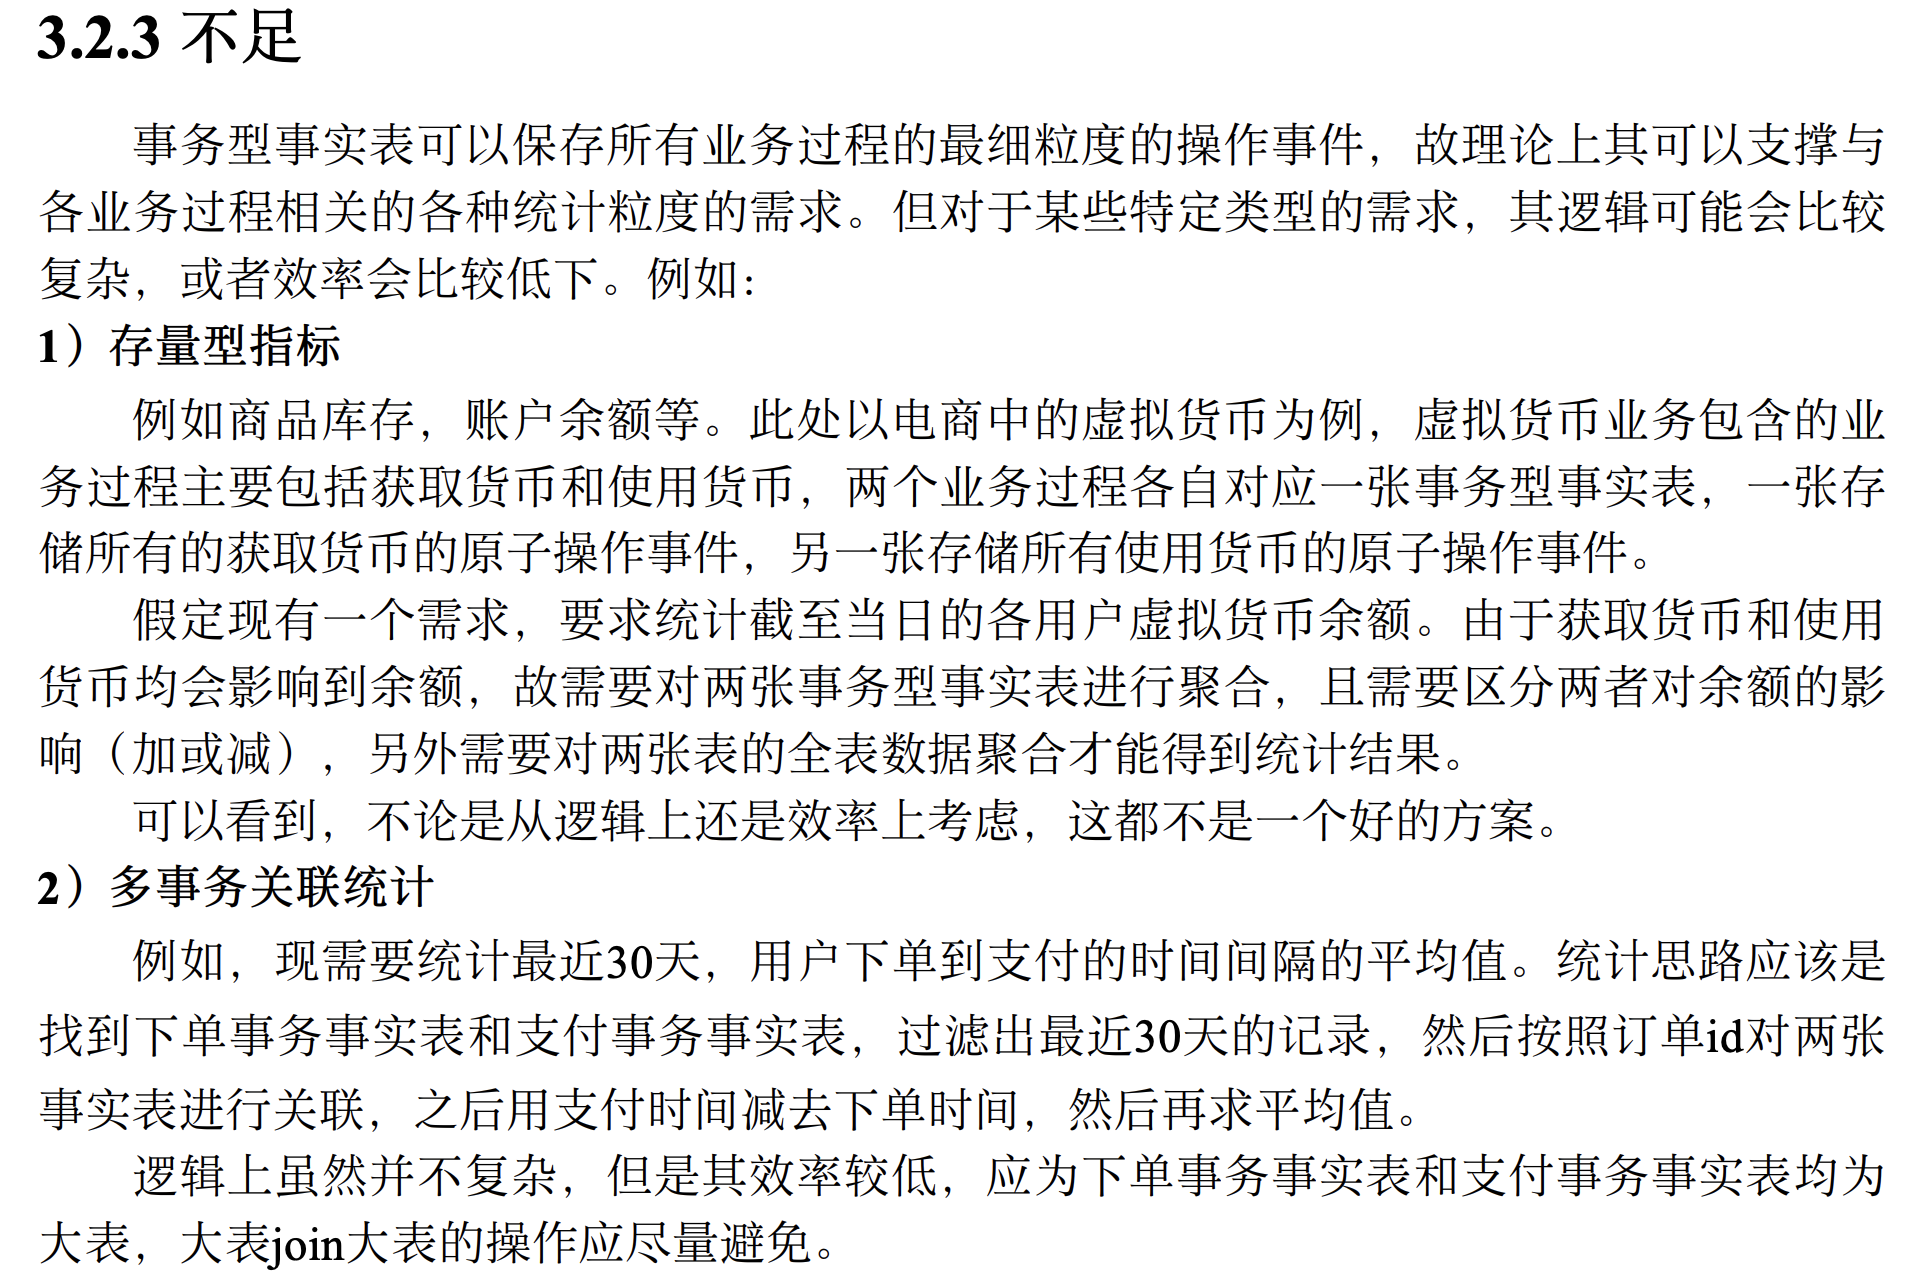 3.2.3 不足
事务型事实表可以保存所有业务过程的最细粒度的操作事件，故理论上其可以支撑与
各业务过程相关的各种统计粒度的需求。但对于某些特定类型的需求，其逻辑可能会比较
复杂，或者效率会比较低下。例如：
1）存量型指标
例如商品库存，账户余额等。此处以电商中的虚拟货币为例，虚拟货币业务包含的业
务过程主要包括获取货币和使用货币，两个业务过程各自对应一张事务型事实表，一张存
储所有的获取货币的原子操作事件，另一张存储所有使用货币的原子操作事件。
假定现有一个需求，要求统计截至当日的各用户虚拟货币余额。由于获取货币和使用
货币均会影响到余额，故需要对两张事务型事实表进行聚合，且需要区分两者对余额的影
响（加或减），另外需要对两张表的全表数据聚合才能得到统计结果。
可以看到，不论是从逻辑上还是效率上考虑，这都不是一个好的方案。
2）多事务关联统计
例如，现需要统计最近30天，用户下单到支付的时间间隔的平均值。统计思路应该是
找到下单事务事实表和支付事务事实表，过滤出最近30天的记录，然后按照订单id对两张
事实表进行关联，之后用支付时间减去下单时间，然后再求平均值。
逻辑上虽然并不复杂，但是其效率较低，应为下单事务事实表和支付事务事实表均为
大表，大表join大表的操作应尽量避免。